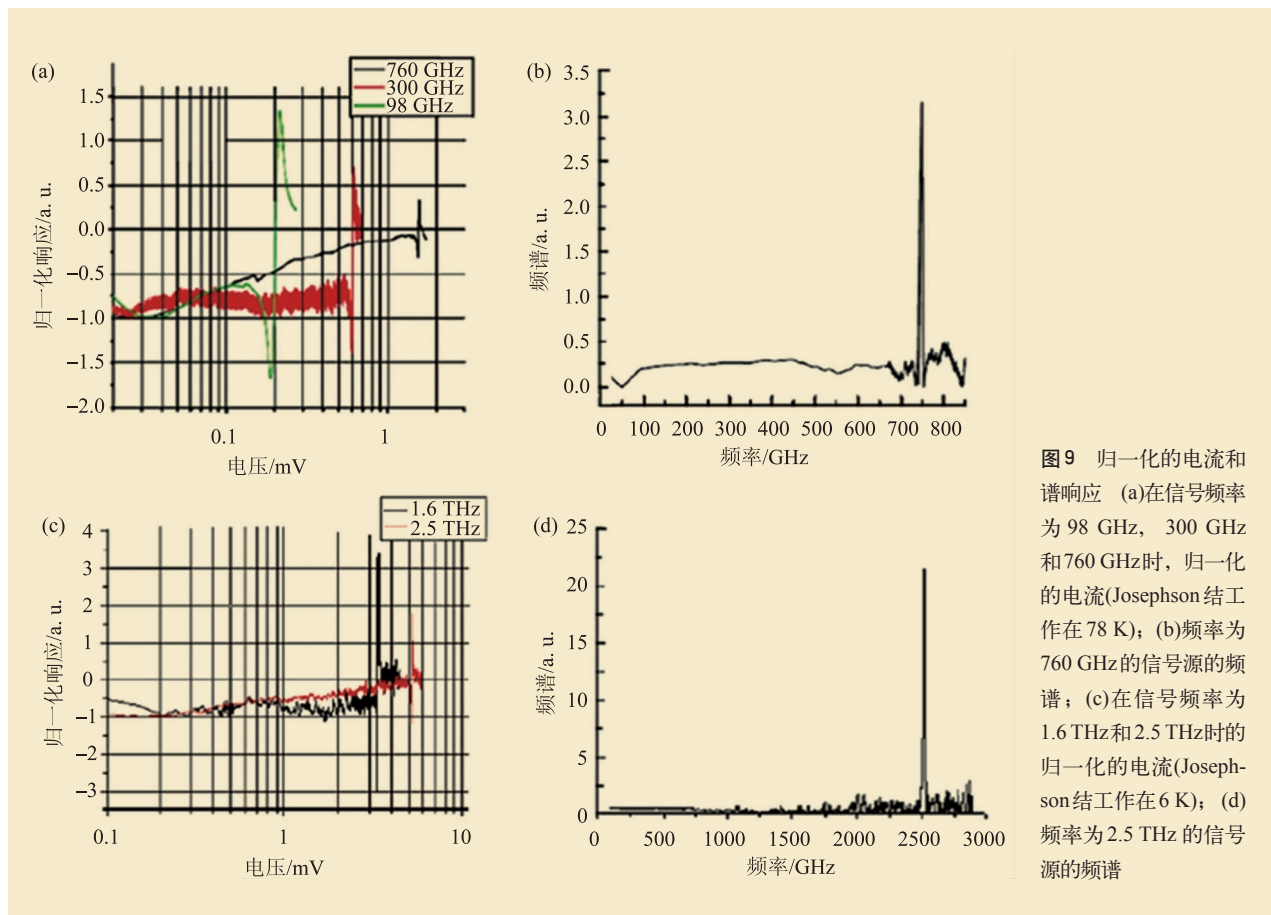 (a)
760 GHz
300 GHz
98 GHz
1.5
1.0
0.5
0.0
−0.5
−1.0
−1.5
−2.0
归一化响应/a. u.
0.1 1
电压/mV
(b)
3.5
3.0
2.5
2.0
1.5
1.0
0.5
0.0
频谱/a. u.
0 100 200 300 400 500 600 700 800
频率/GHz
(c)
1.6 THz
2.5 THz
4
3
2
1
0
−1
−2
−3
归一化响应/a. u.
0.1 1 10
电压/mV
(d)
25
20
15
10
5
0
频谱/a. u.
0 500 1000 1500 2000 2500 3000
频率/GHz
图9 归一化的电流和
谱响应 (a)在信号频率
为 98 GHz， 300 GHz
和760 GHz时，归一化
的电流(Josephson结工
作在78 K)；(b)频率为
760 GHz的信号源的频
谱；(c)在信号频率为
1.6 THz和2.5 THz时的
归一化的电流(Joseph-
son结工作在6 K)； (d)
频率为2.5 THz 的信号
源的频谱